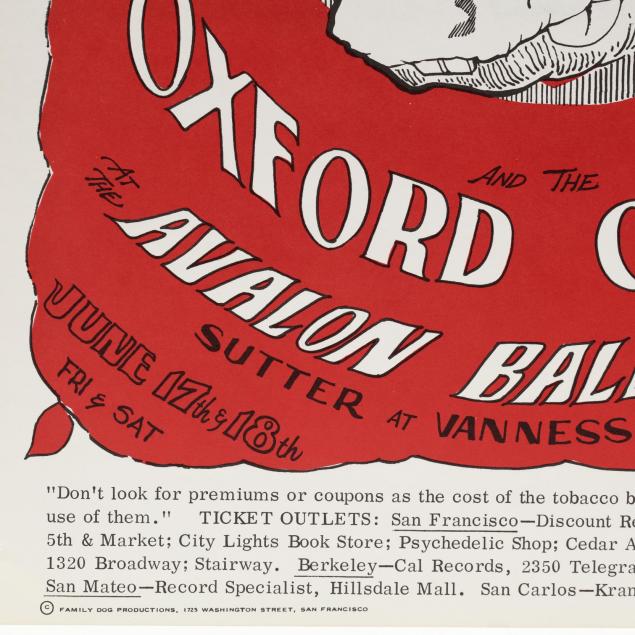 OXFORD
AND THE
AT THE
AVALON
SUTTER AT VANNESS
JUNE 17th & 18th
FRI & SAT
"Don't look for premiums or coupons as the cost of the tobacco b
use of them." TICKET OUTLETS: San Francisco—Discount Re
5th & Market; City Lights Book Store; Psychedelic Shop; Cedar A
1320 Broadway; Stairway. Berkeley—Cal Records, 2350 Telegra
San Mateo—Record Specialist, Hillsdale Mall. San Carlos—Kram
© FAMILY DOG PRODUCTIONS, 1725 WASHINGTON STREET, SAN FRANCISCO